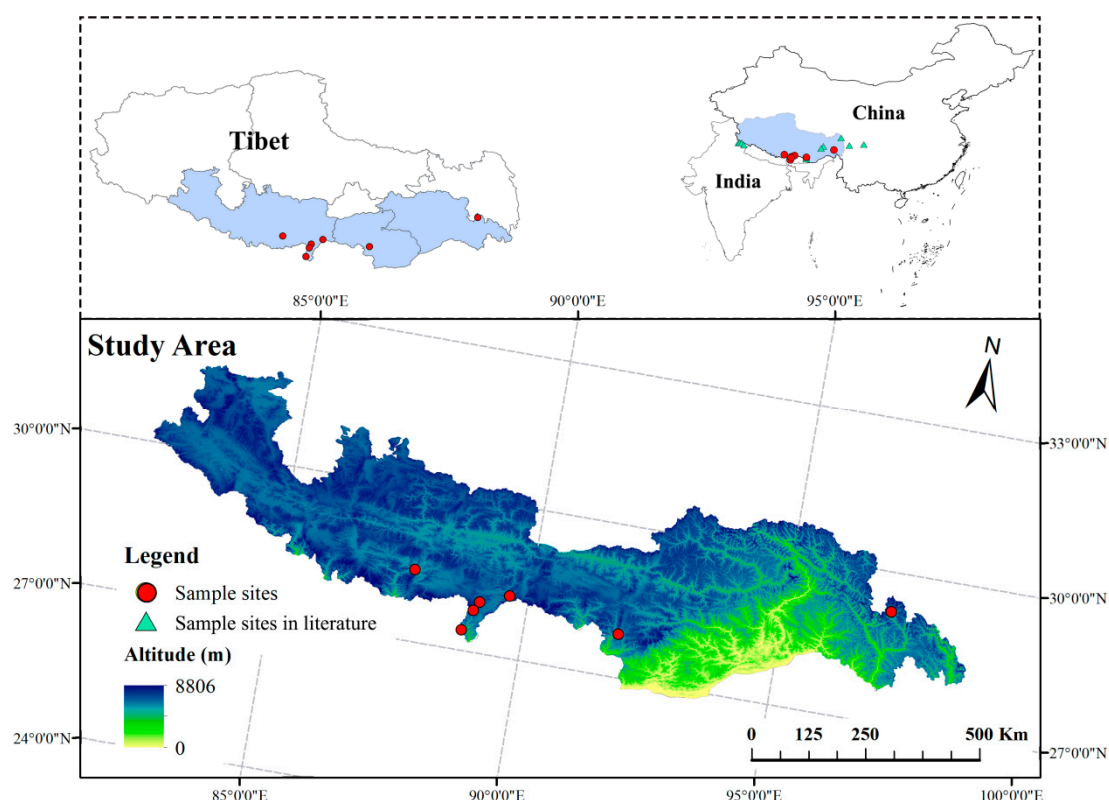 Tibet
China
India
85°0'0"E
90°0'0"E
95°0'0"E
Study Area
N
30°0'0"N
33°0'0"N
Legend
Sample sites
Sample sites in literature
Altitude (m)
8806
0
27°0'0"N
30°0'0"N
0 125 250 500 Km
24°0'0"N
27°0'0"N
85°0'0"E
90°0'0"E
95°0'0"E
100°0'0"E